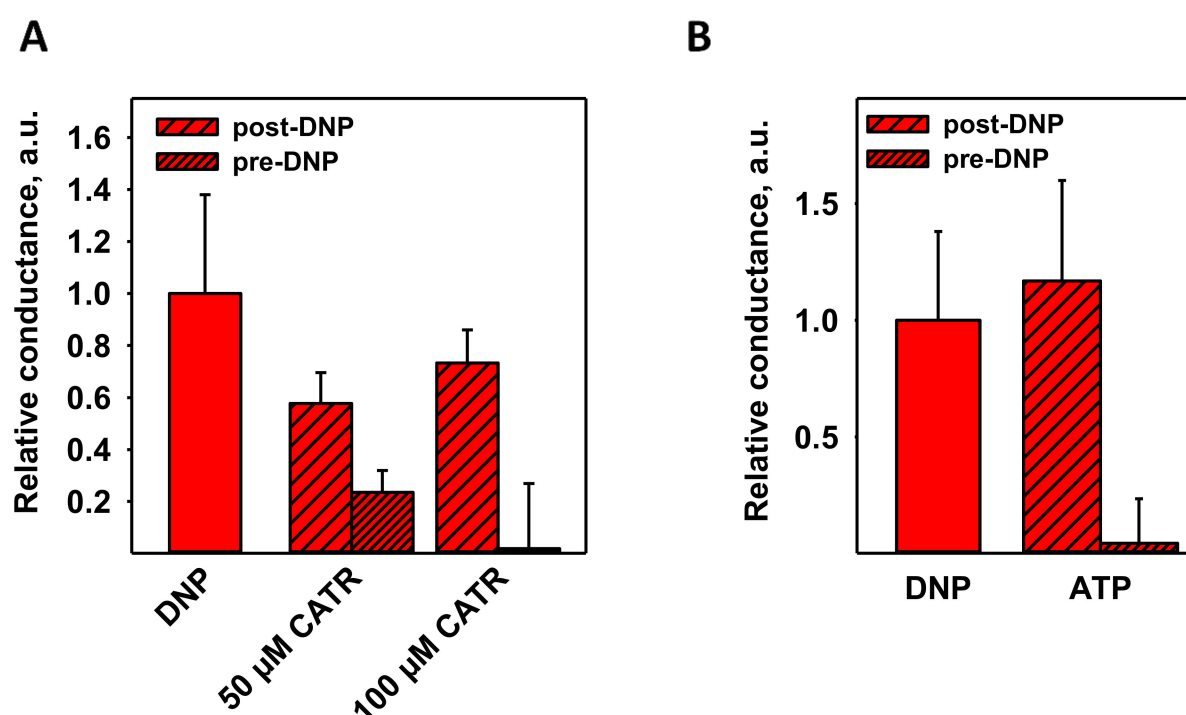 A
B
Relative conductance, a.u.
post-DNP
pre-DNP
1.6
1.4
1.2
1.0
0.8
0.6
0.4
0.2
DNP
50 µM CATR
100 µM CATR
Relative conductance, a.u.
post-DNP
pre-DNP
1.5
1.0
0.5
DNP
ATP